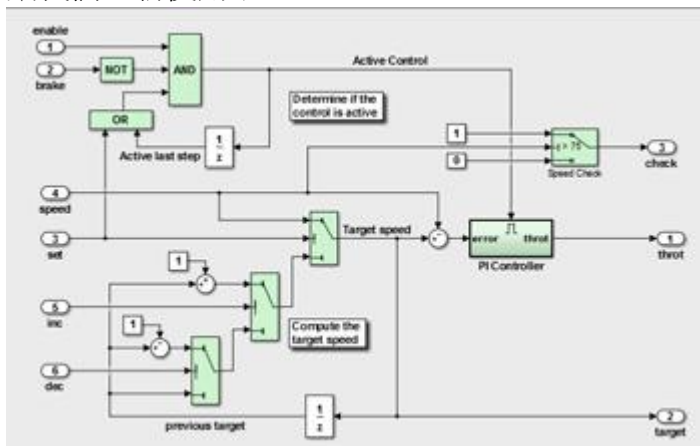 enable
1
2
brake
NOT
AND
OR
Active Control
Determine if the
control is active
Active last step
1
z
1
0
Speed Check
3
check
4
speed
3
set
Target speed
error
throt
PI Controller
1
throt
1
5
inc
Compute the
target speed
1
6
dec
previous target
1
z
2
target